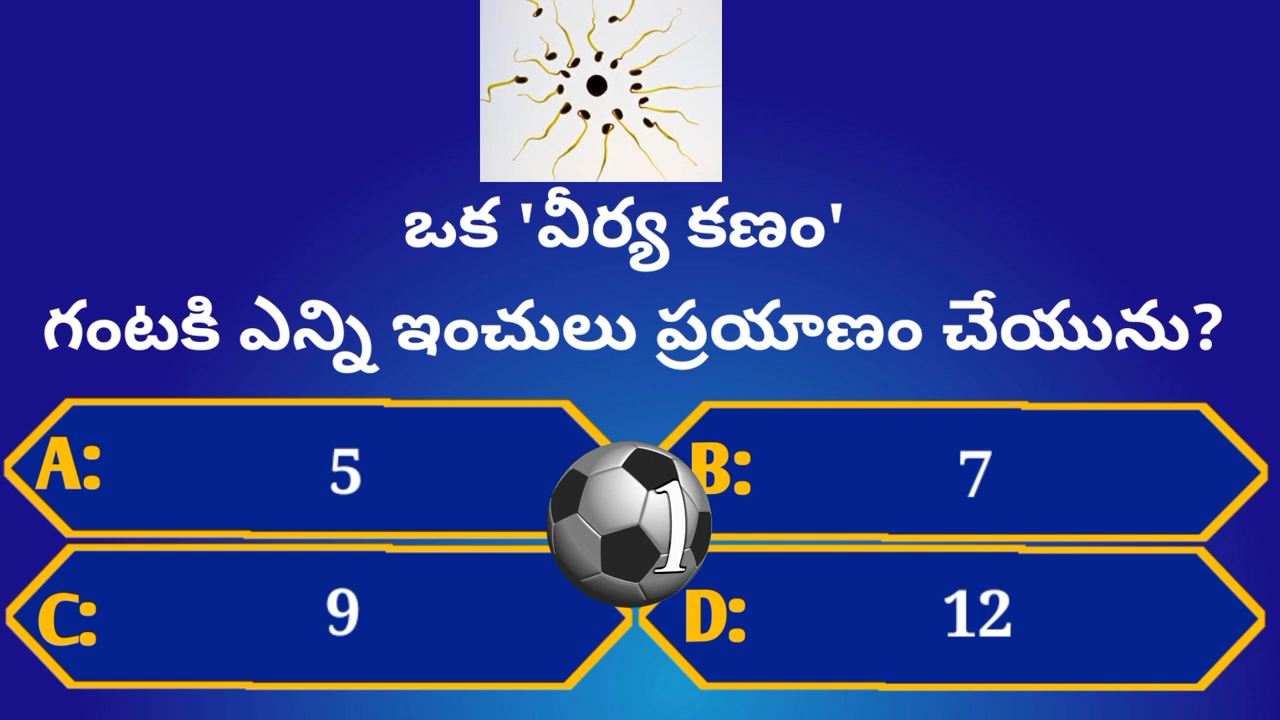 ఒక 'వీర్య కణం'
గంటకి ఎన్ని ఇంచులు ప్రయాణం చేయును?
A: 5
B: 7
1
C: 9
D: 12